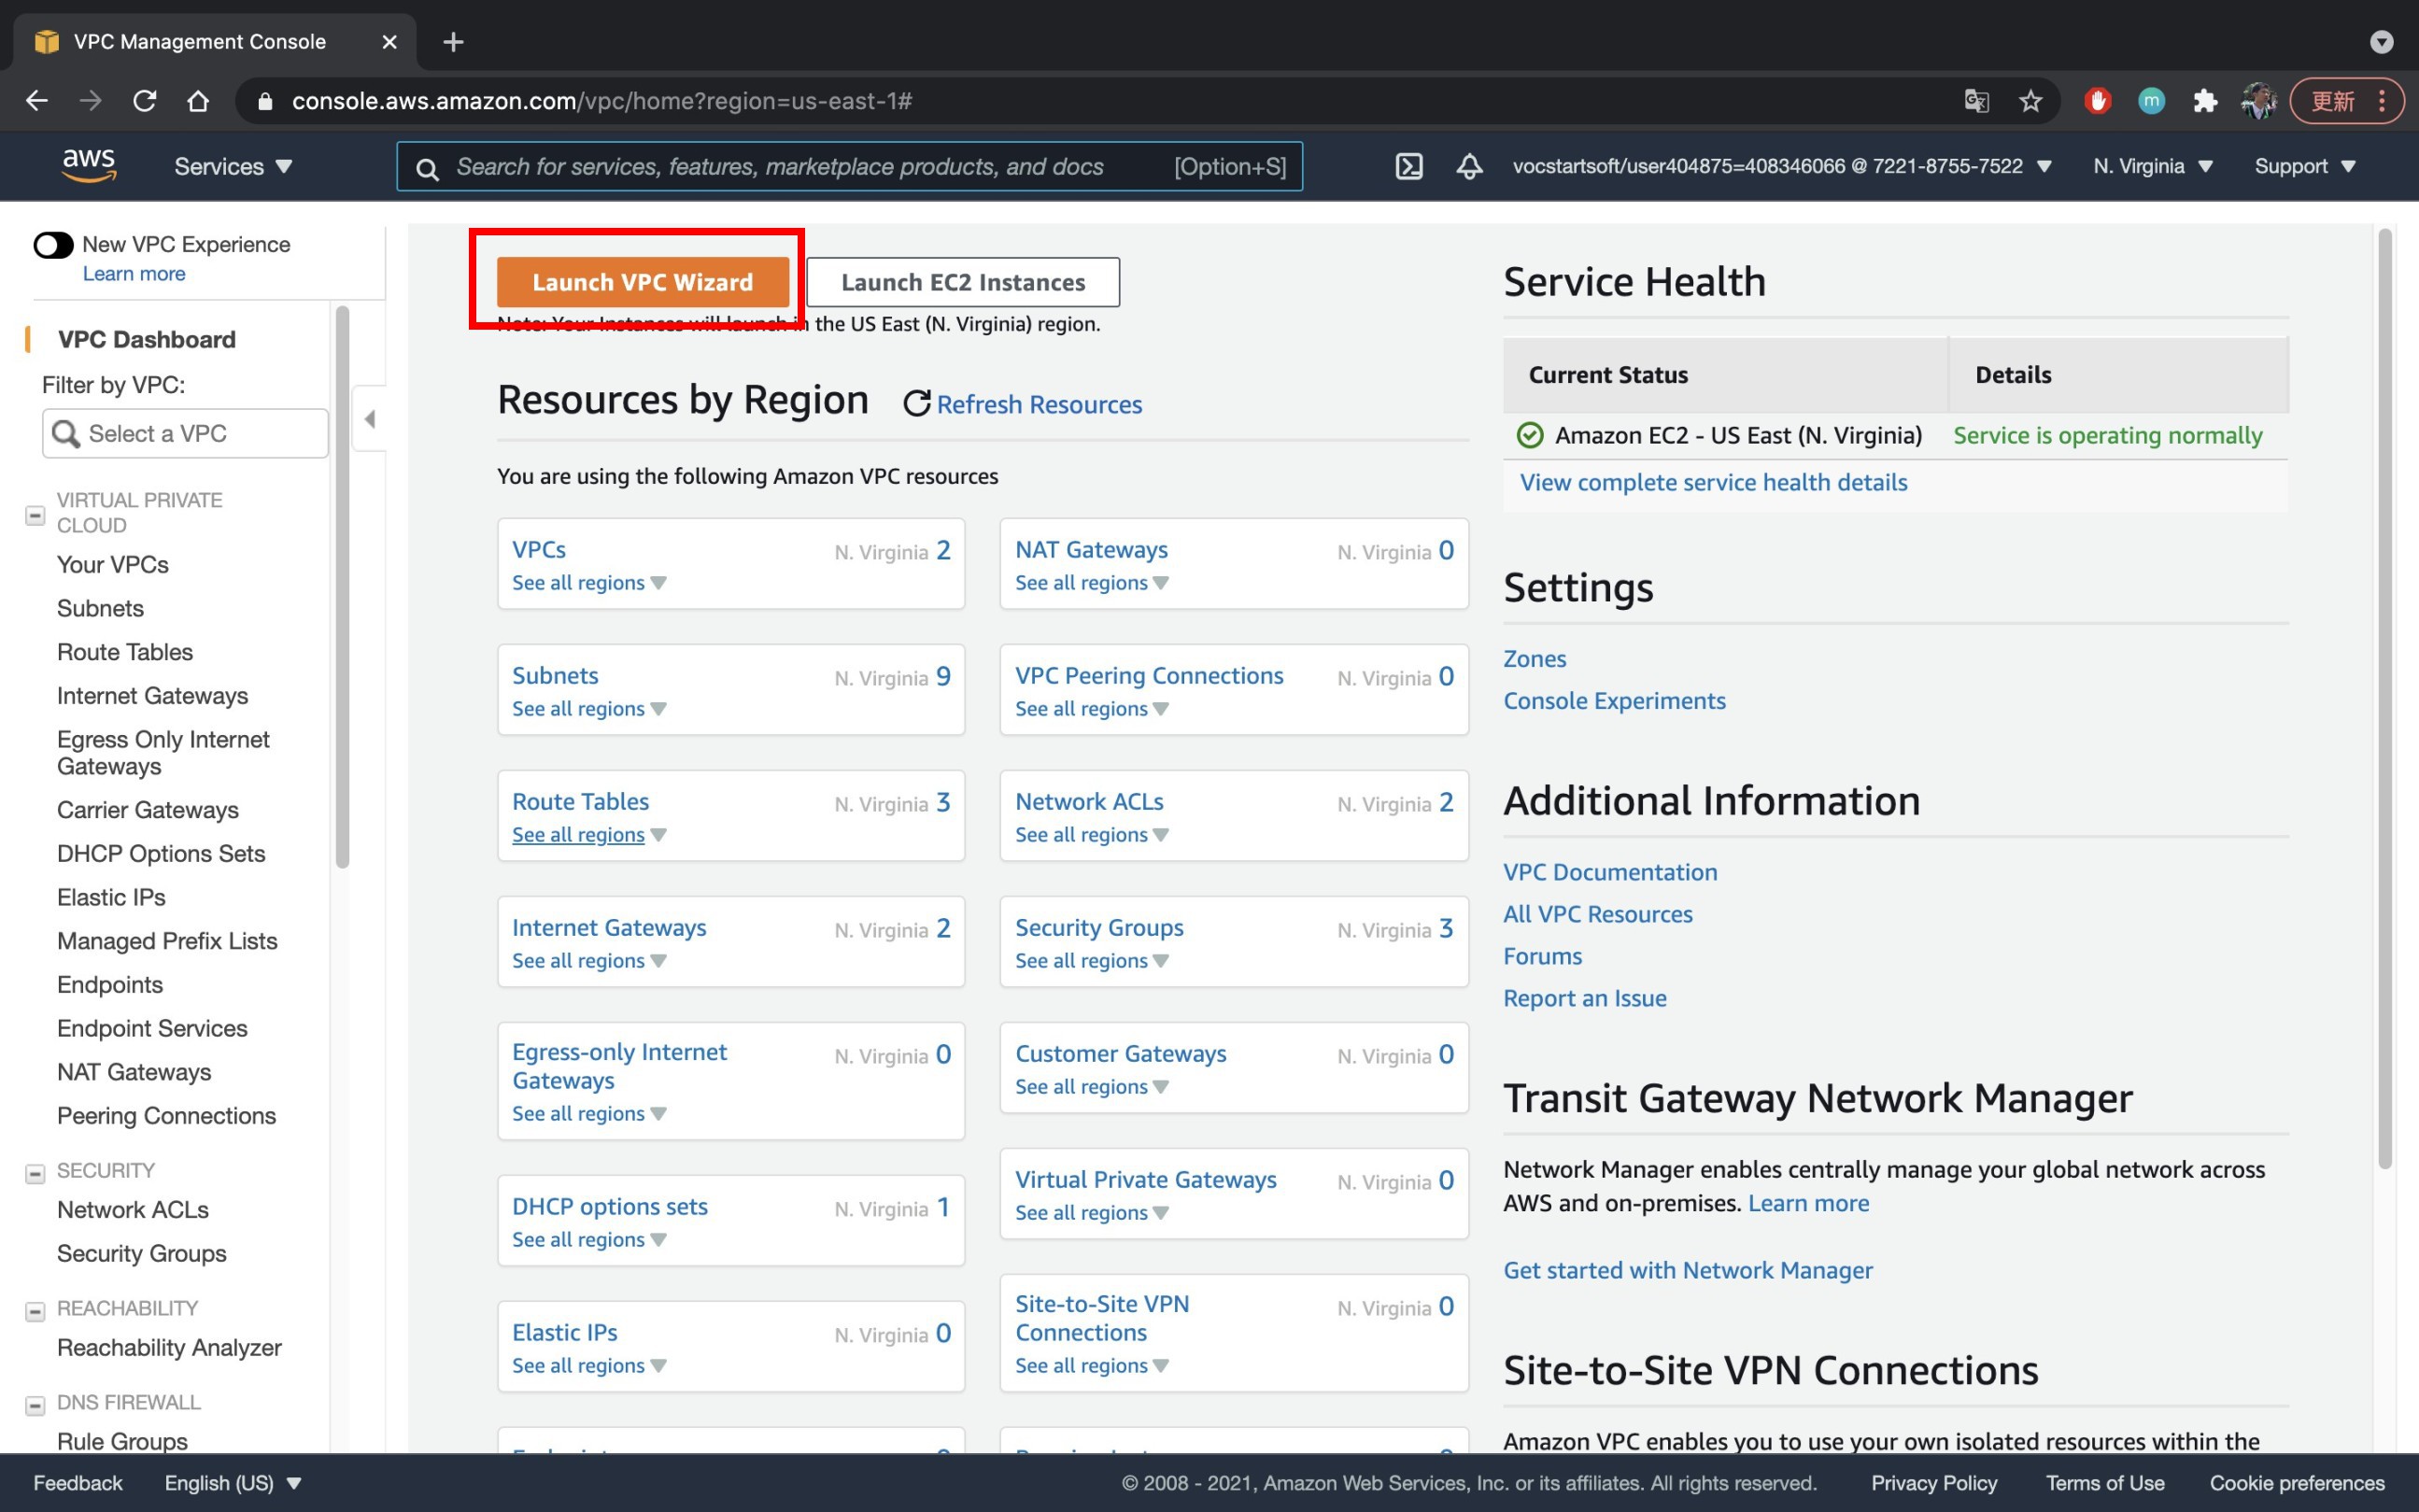 VPC Management Console
console.aws.amazon.com/vpc/home?region=us-east-1#
m
更新
aws
Services
Search for services, features, marketplace products, and docs
[Option+S]
vocstartsoft/user404875=408346066 @ 7221-8755-7522
N. Virginia
Support
New VPC Experience
Learn more
VPC Dashboard
Filter by VPC:
Select a VPC
VIRTUAL PRIVATE
CLOUD
Your VPCs
Subnets
Route Tables
Internet Gateways
Egress Only Internet
Gateways
Carrier Gateways
DHCP Options Sets
Elastic IPs
Managed Prefix Lists
Endpoints
Endpoint Services
NAT Gateways
Peering Connections
SECURITY
Network ACLs
Security Groups
REACHABILITY
Reachability Analyzer
DNS FIREWALL
Rule Groups
Launch VPC Wizard
Launch EC2 Instances
Note: Your Instances will launch in the US East (N. Virginia) region.
Resources by Region
Refresh Resources
You are using the following Amazon VPC resources
VPCs N. Virginia 2
See all regions
NAT Gateways N. Virginia 0
See all regions
Subnets N. Virginia 9
See all regions
VPC Peering Connections N. Virginia 0
See all regions
Route Tables N. Virginia 3
See all regions
Network ACLs N. Virginia 2
See all regions
Internet Gateways N. Virginia 2
See all regions
Security Groups N. Virginia 3
See all regions
Egress-only Internet N. Virginia 0
Gateways
See all regions
Customer Gateways N. Virginia 0
See all regions
DHCP options sets N. Virginia 1
See all regions
Virtual Private Gateways N. Virginia 0
See all regions
Elastic IPs N. Virginia 0
See all regions
Site-to-Site VPN N. Virginia 0
Connections
See all regions
Service Health
Current Status Details
Amazon EC2 - US East (N. Virginia) Service is operating normally
View complete service health details
Settings
Zones
Console Experiments
Additional Information
VPC Documentation
All VPC Resources
Forums
Report an Issue
Transit Gateway Network Manager
Network Manager enables centrally manage your global network across
AWS and on-premises. Learn more
Get started with Network Manager
Site-to-Site VPN Connections
Amazon VPC enables you to use your own isolated resources within the
Feedback
English (US)
© 2008 - 2021, Amazon Web Services, Inc. or its affiliates. All rights reserved.
Privacy Policy
Terms of Use
Cookie preferences